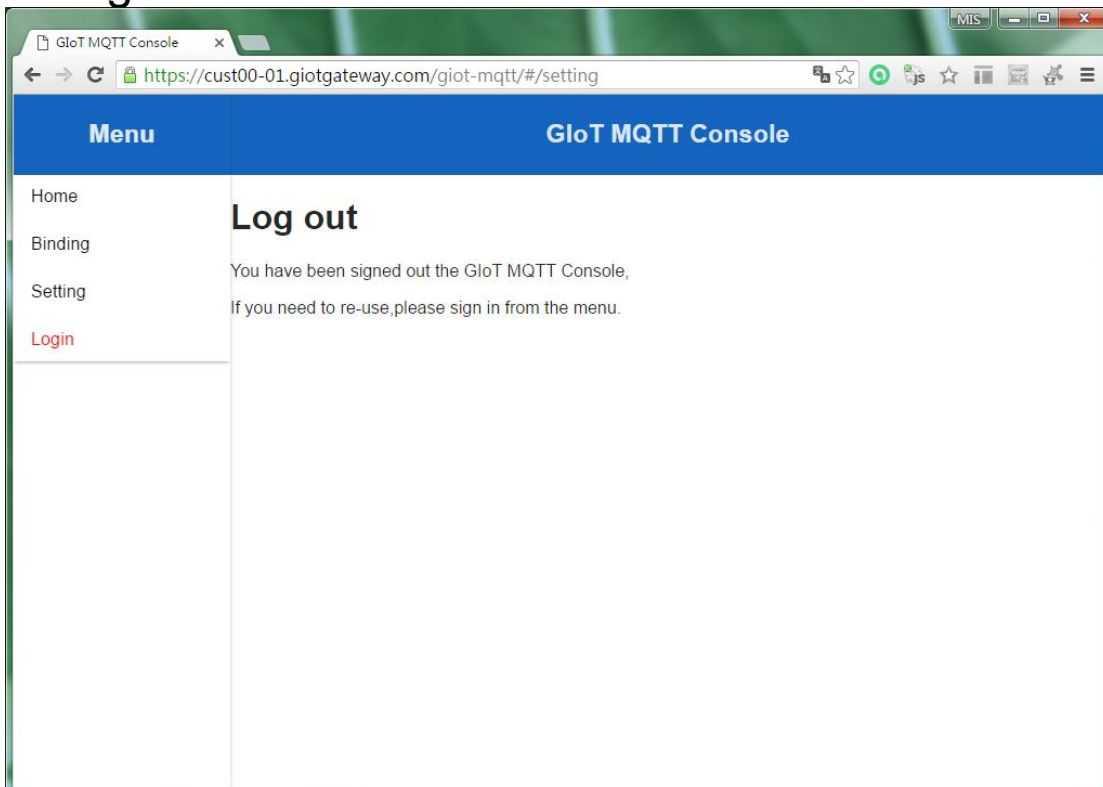 MIS
GIoT MQTT Console
https://cust00-01.giotgateway.com/giot-mqtt/#/setting
js
Menu
GIoT MQTT Console
Home
Binding
Setting
Login
Log out
You have been signed out the GIoT MQTT Console,
If you need to re-use,please sign in from the menu.